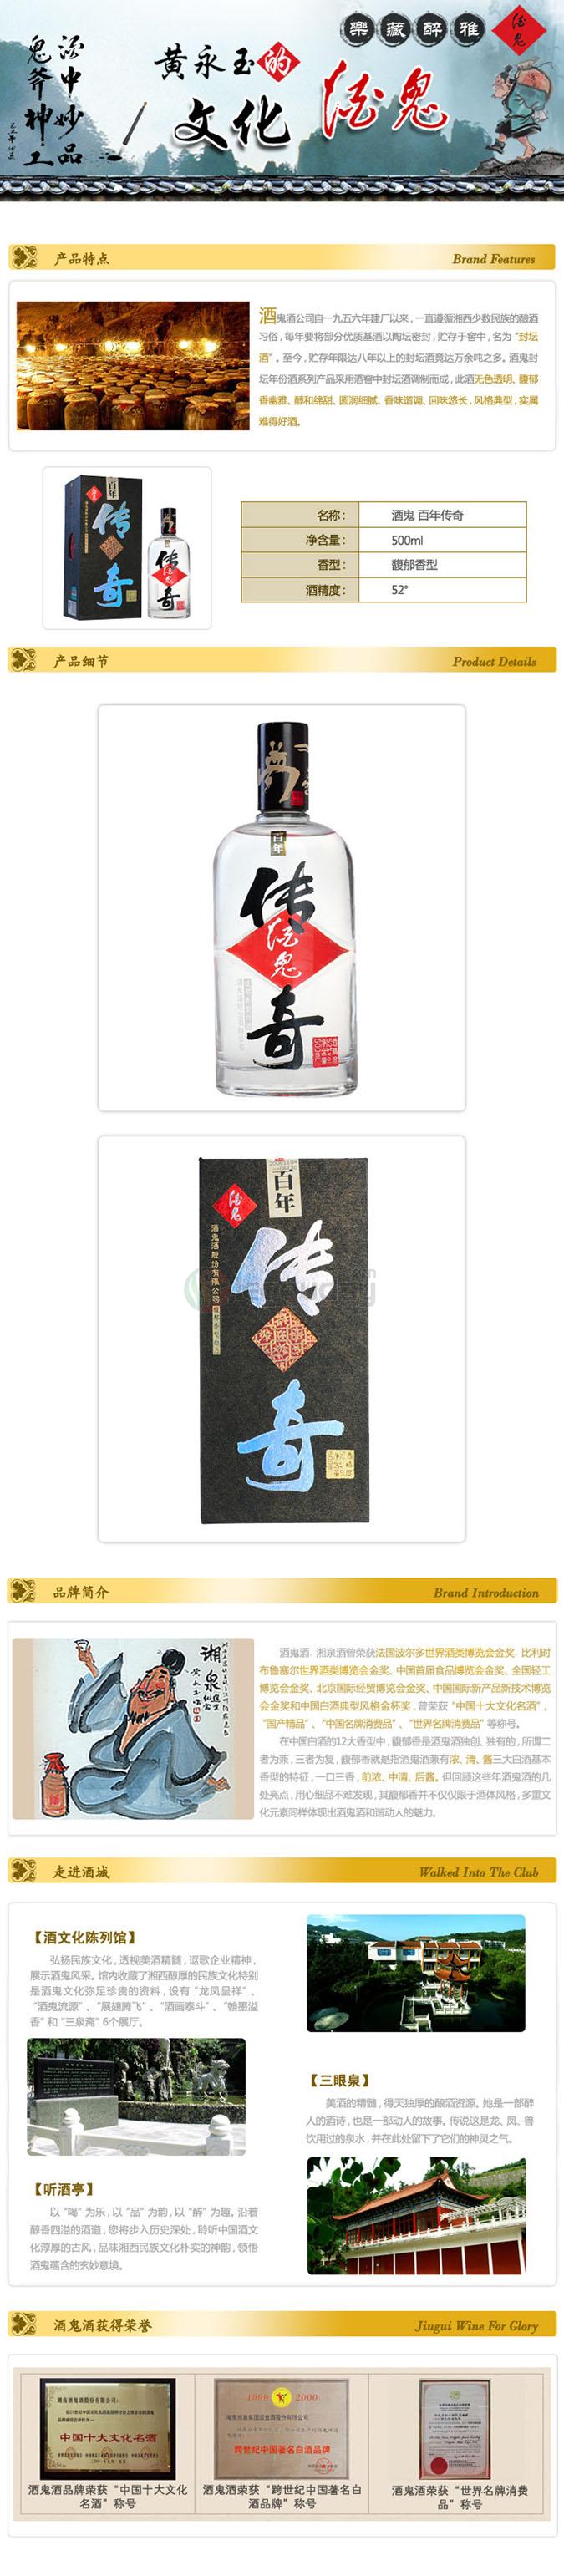 樂藏醉雅
酒鬼
酒中妙品
鬼斧神工
黄永玉的
文化
酒鬼
产品特点
Brand Features
酒鬼酒公司自一九五六年建厂以来，一直遵循湘西少数民族的酿酒
习俗，每年要将部分优质基酒以陶坛密封，贮存于窖中，名为“封坛
酒”。至今，贮存年限达八年以上的封坛酒竟达万余吨之多。酒鬼封
坛年份酒系列产品采用酒窖中封坛酒调制而成，此酒无色透明、馥郁
香幽雅、醇和绵甜、圆润细腻、香味谐调、回味悠长，风格典型，实属
难得好酒。
百年
传
奇
酒鬼
名称： 酒鬼 百年传奇
净含量： 500ml
香型： 馥郁香型
酒精度： 52°
产品细节
Product Details
百年
传
酒鬼
奇
百年
酒鬼
传
酒鬼酒股份有限公司
奇
品牌简介
Brand Introduction
湘泉
酒鬼酒、湘泉酒曾荣获法国波尔多世界酒类博览会金奖、比利时
布鲁塞尔世界酒类博览会金奖、中国首届食品博览会金奖、全国轻工
博览会金奖、北京国际经贸博览会金奖、中国国际新产品新技术博览
会金奖和中国白酒典型风格金杯奖，曾荣获“中国十大文化名酒”、
“国产精品”、“中国名牌消费品”、“世界名牌消费品”等称号。
在中国白酒的12大香型中，馥郁香是酒鬼酒独创、独有的，所谓二
者为兼，三者为复，馥郁香就是指酒鬼酒兼有浓、清、酱三大白酒基本
香型的特征，一口三香，前浓、中清、后酱。但回顾这些年酒鬼酒的几
处亮点，用心细品不难发现，其馥郁香并不仅仅限于酒体风格，多重文
化元素同样体现出酒鬼酒和谐动人的魅力。
走进酒城
Walked Into The Club
【酒文化陈列馆】
弘扬民族文化，透视美酒精髓，讴歌企业精神，
展示酒鬼风采。馆内收藏了湘西醇厚的民族文化特别
是酒鬼文化弥足珍贵的资料，设有“龙凤呈祥”、
“酒鬼流源”、“展翅腾飞”、“酒画泰斗”、“翰墨溢
香”和“三泉斋”6个展厅。
【三眼泉】
美酒的精髓，得天独厚的酿酒资源。她是一部醉
人的酒诗，也是一部动人的故事。传说这是龙、凤、兽
饮用过的泉水，并在此处留下了它们的神灵之气。
【听酒亭】
以“喝”为乐，以“品”为韵，以“醉”为趣。沿着
醇香四溢的酒道，您将步入历史深处，聆听中国酒文
化淳厚的古风，品味湘西民族文化朴实的神韵，领悟
酒鬼蕴含的玄妙意境。
酒鬼酒获得荣誉
Jiugui Wine For Glory
中国十大文化名酒
1999 2000
跨世纪中国著名白酒品牌
酒鬼酒品牌荣获“中国十大文化
名酒”称号
酒鬼酒荣获“跨世纪中国著名白
酒品牌”称号
酒鬼酒荣获“世界名牌消费
品”称号